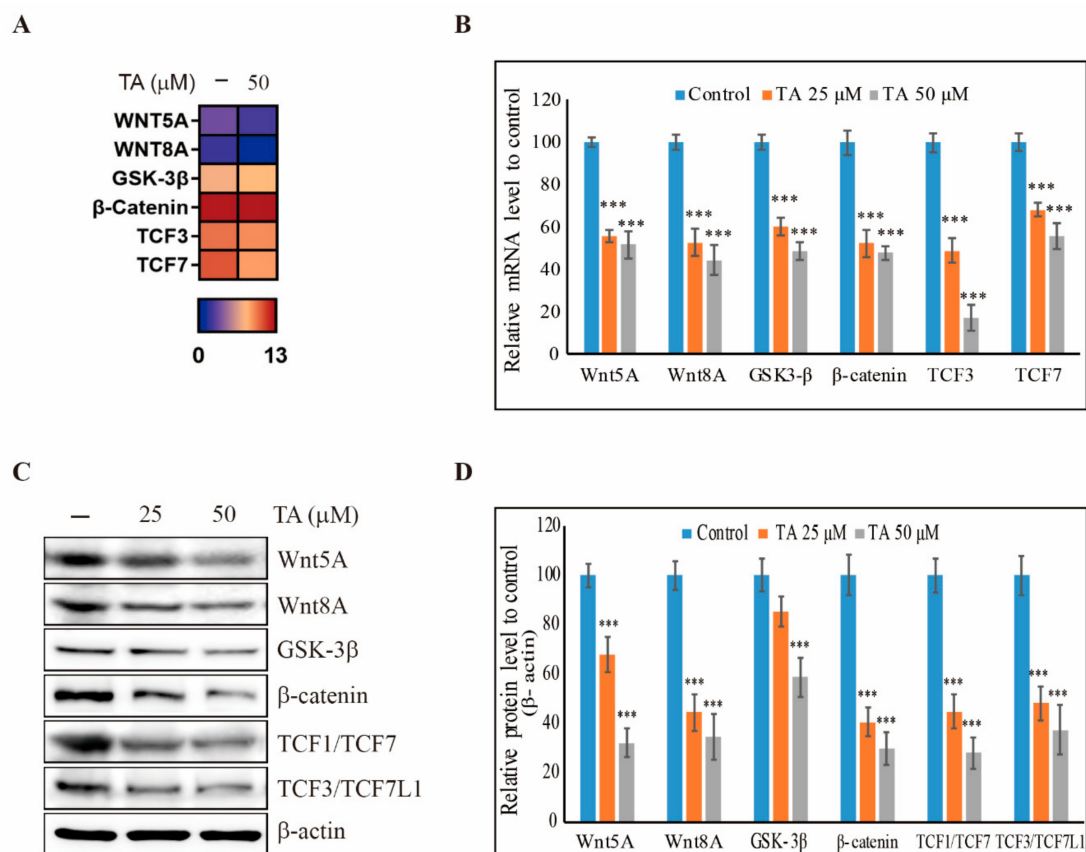 A
TA (μM) – 50
WNT5A
WNT8A
GSK-3β
β-Catenin
TCF3
TCF7
0 13
B
Control TA 25 μM TA 50 μM
Relative mRNA level to control
120
100
80
60
40
20
0
*** *** *** *** *** *** *** *** *** *** *** ***
Wnt5A Wnt8A GSK3-β β-catenin TCF3 TCF7
C
– 25 50 TA (μM)
Wnt5A
Wnt8A
GSK-3β
β-catenin
TCF1/TCF7
TCF3/TCF7L1
β-actin
D
Control TA 25 μM TA 50 μM
Relative protein level to control
(β- actin)
120
100
80
60
40
20
0
*** *** *** *** *** *** *** *** *** *** ***
Wnt5A Wnt8A GSK-3β β-catenin TCF1/TCF7 TCF3/TCF7L1